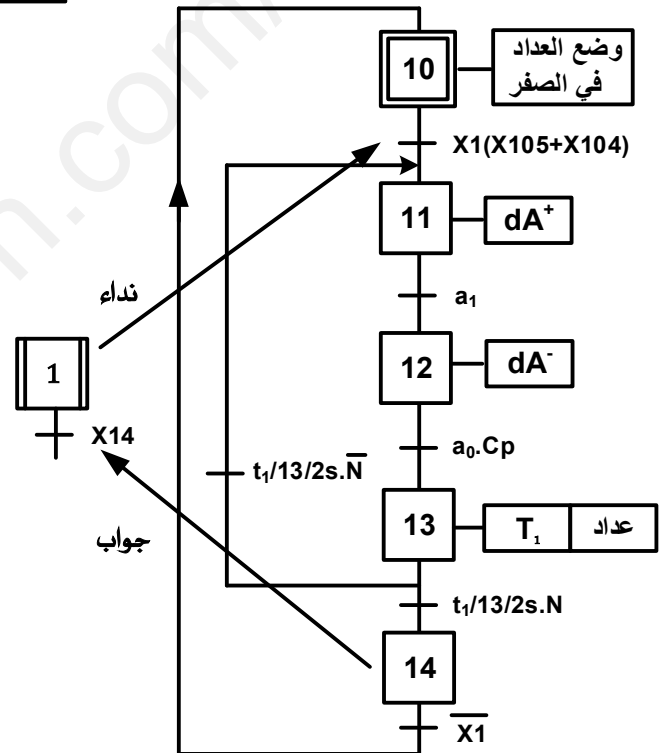 10
وضع العداد
في الصفر
X1(X105+X104)
11
dA⁺
نداء
a₁
1
12
dA⁻
X14
a₀.Cp
t₁/13/2s.N̅
13
T₁
عداد
جواب
t₁/13/2s.N
14
X̅1̅